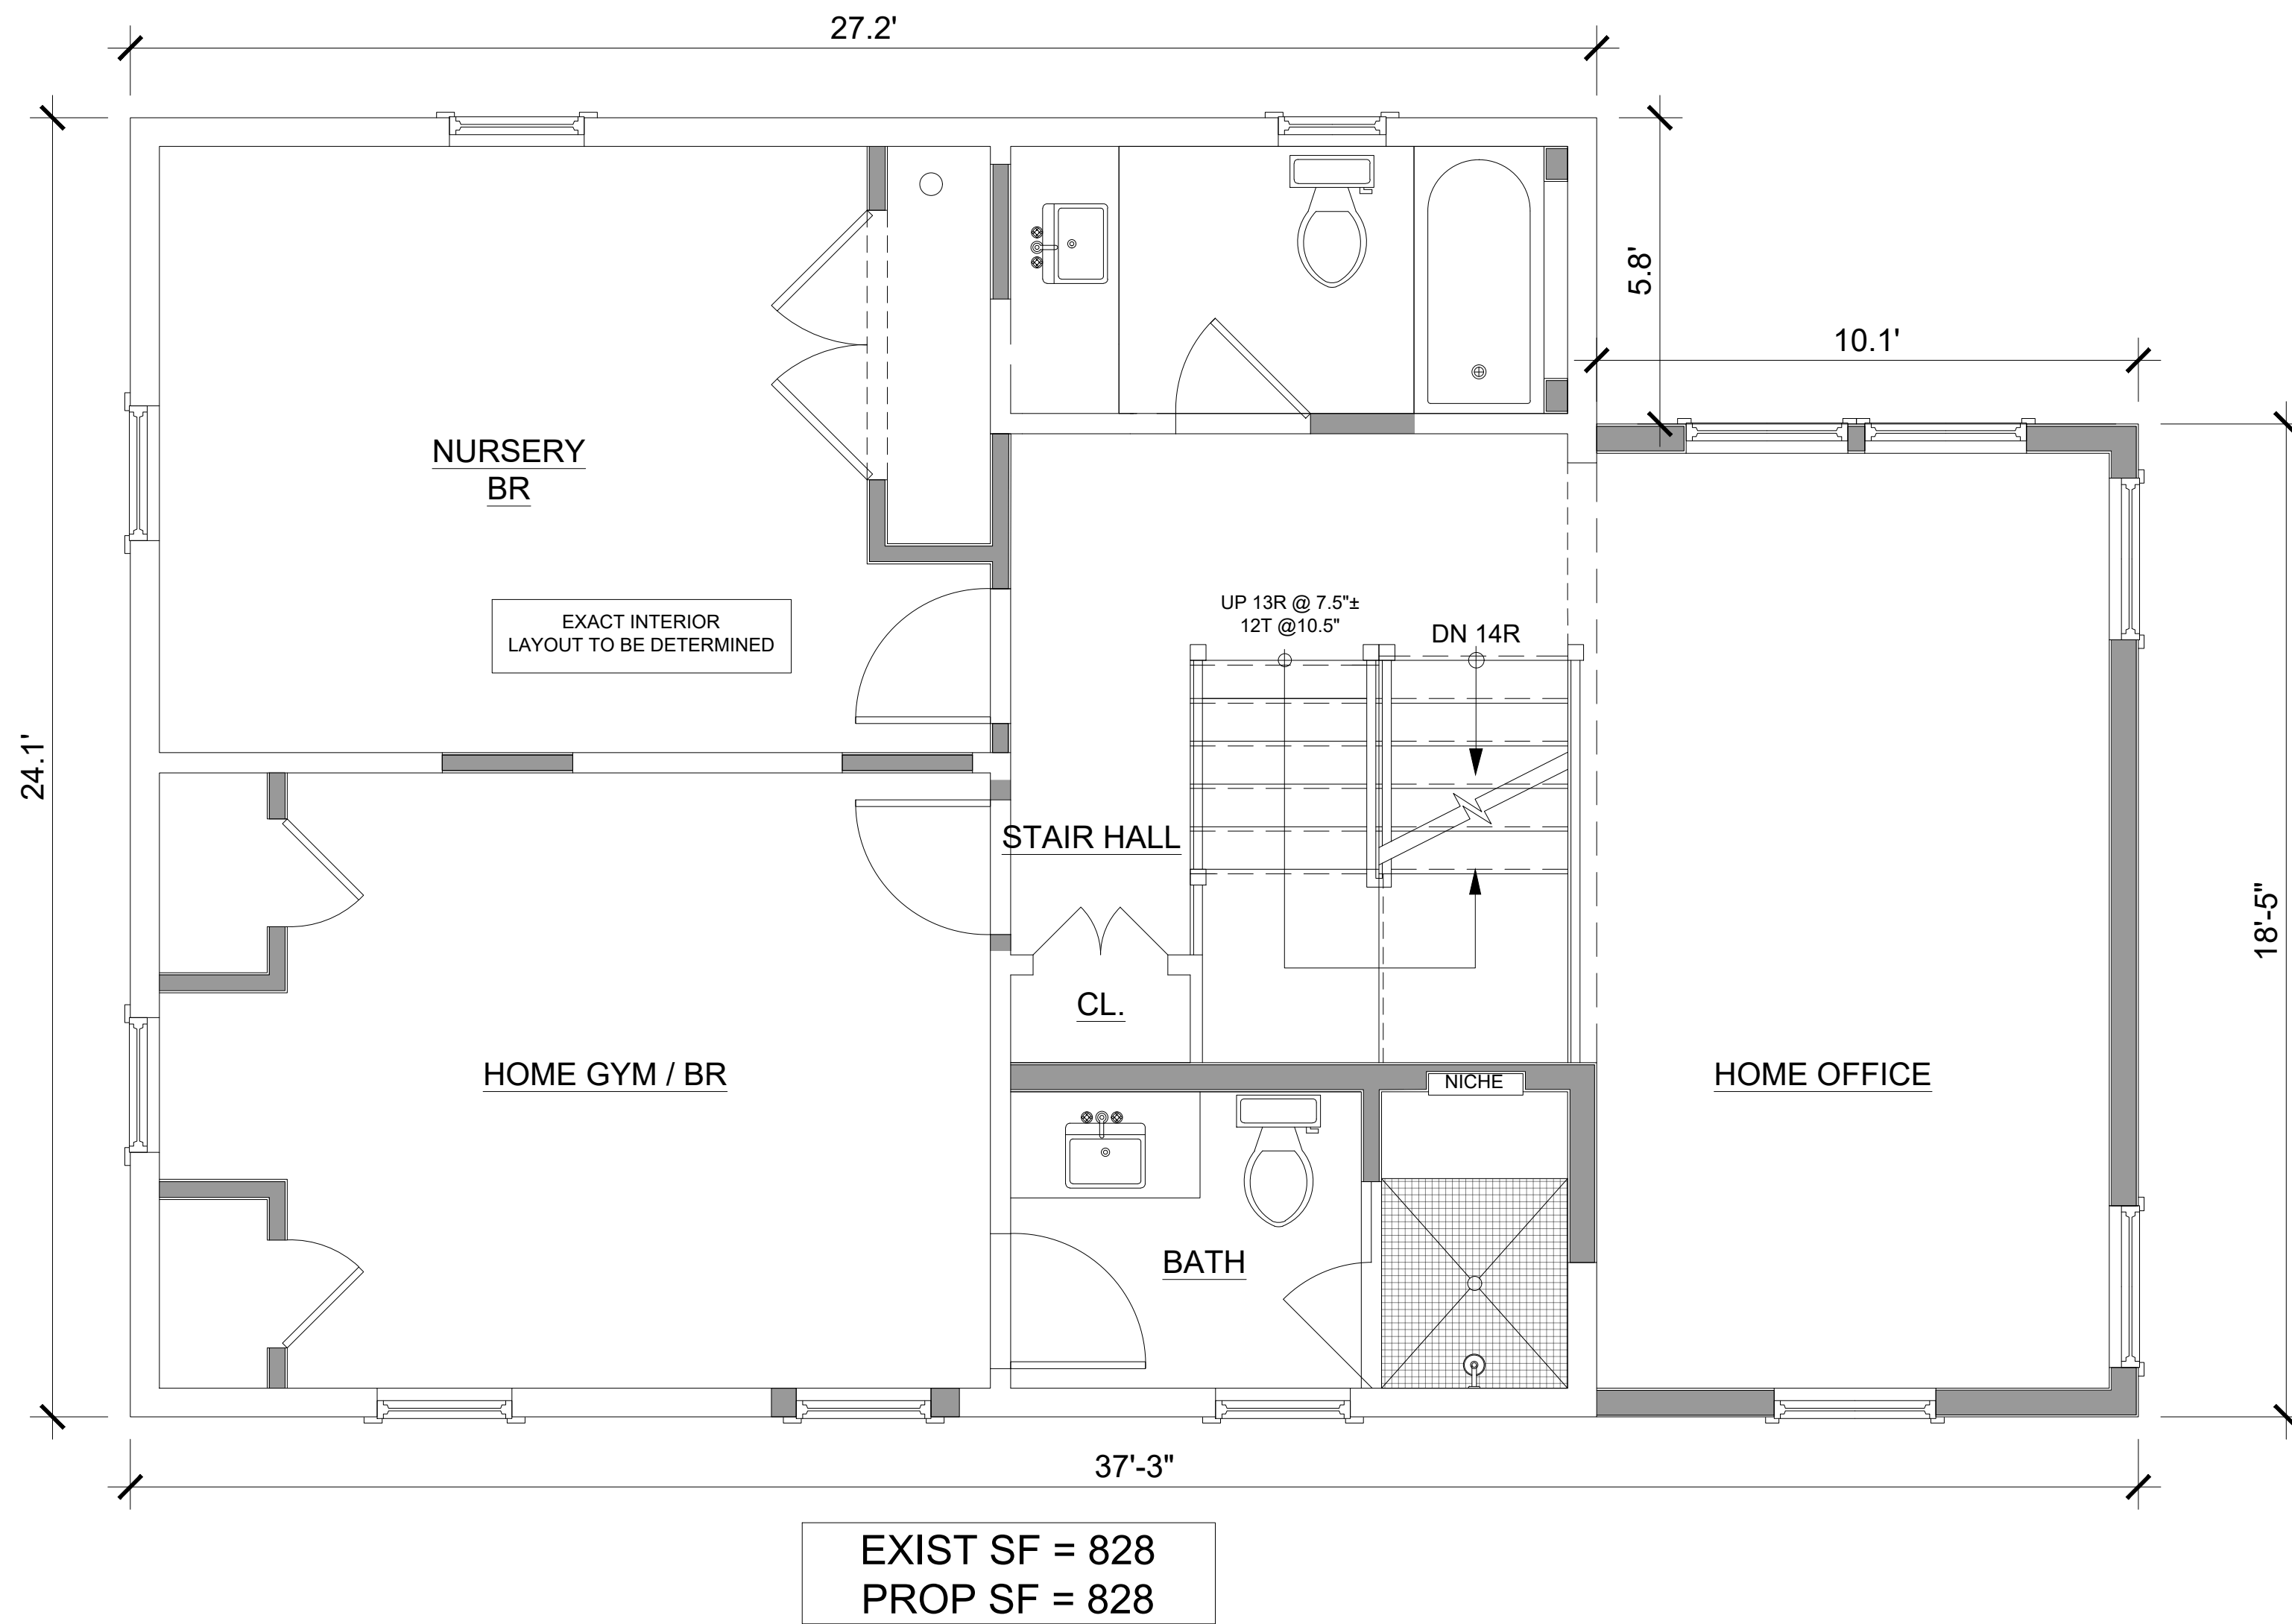 27.2'
5.8'
10.1'
NURSERY
BR
EXACT INTERIOR
LAYOUT TO BE DETERMINED
UP 13R @ 7.5"±
12T @10.5"
DN 14R
24.1'
STAIR HALL
18'-5"
CL.
HOME GYM / BR
NICHE
HOME OFFICE
BATH
37'-3"
EXIST SF = 828
PROP SF = 828